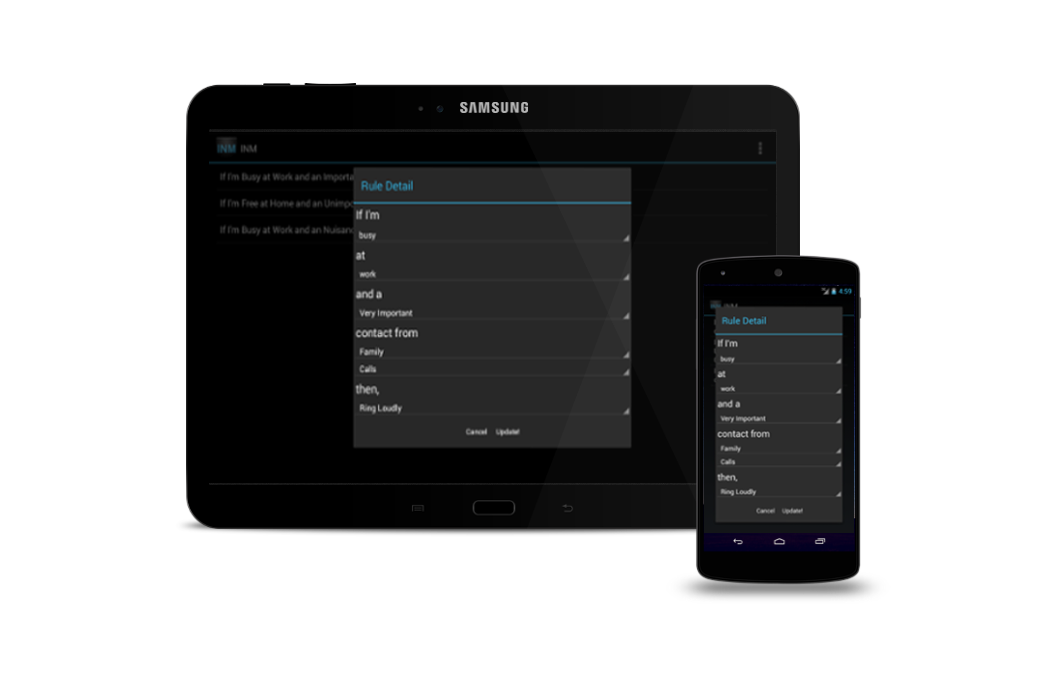 SAMSUNG
INM INM
If I'm Busy at Work and an Importa
If I'm Free at Home and an Unimpo
If I'm Busy at Work and an Nuisan
Rule Detail
If I'm
busy
at
work
and a
Very Important
contact from
Family
Calls
then,
Ring Loudly
Cancel Update!
4:59
INM
Rule Detail
If I'm
busy
at
work
and a
Very Important
contact from
Family
Calls
then,
Ring Loudly
Cancel Update!